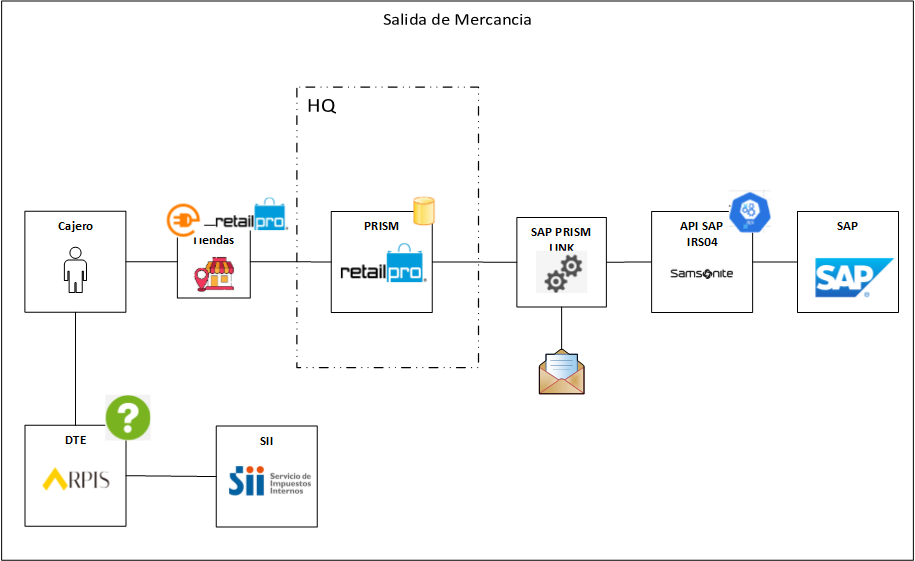 Salida de Mercancia
HQ
Cajero
retailpro
Tiendas
PRISM
retailpro
SAP PRISM
LINK
API SAP
IRS04
Samsonite
SAP
SAP
DTE
?
ARPIS
SII
Sii
Servicio de
Impuestos
Internos